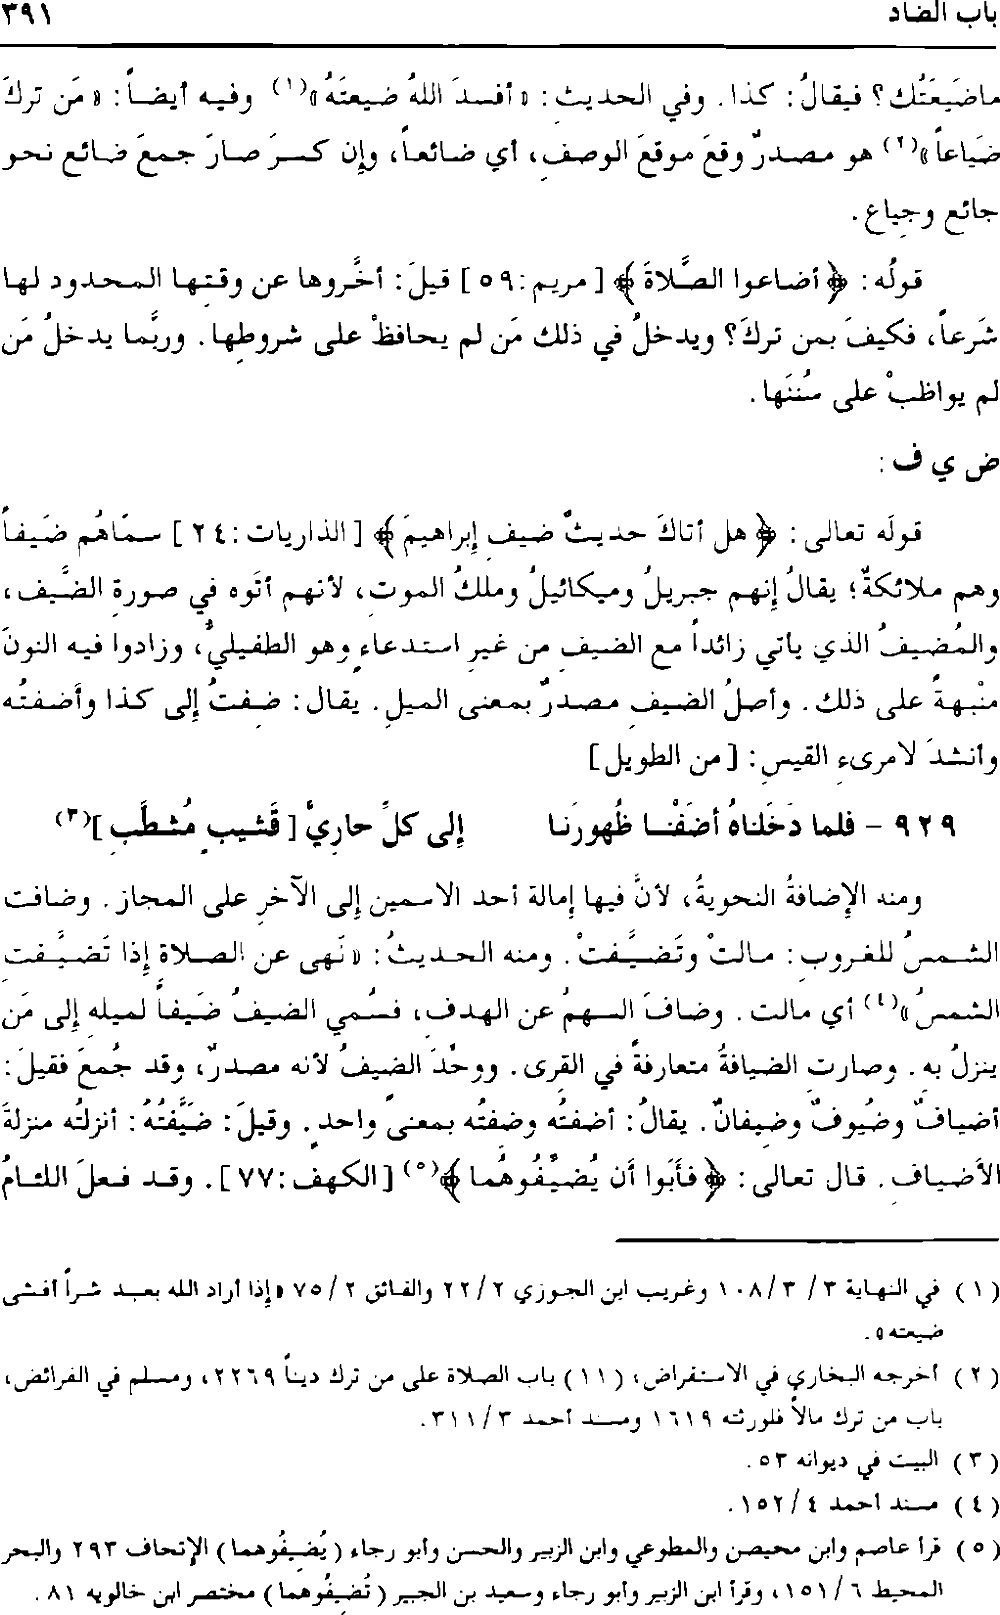 باب الضاد ٣٩١
ماضَيعَتُك؟ فيقالُ: كذا. وفي الحديثِ: «أفسدَ اللهُ ضيعتَهُ»(١) وفيه أيضاً: «مَن تركَ
ضَيَاعاً»(٢) هو مصدرٌ وقعَ موقعَ الوصفِ، أي ضائعاً، وإن كسرَ صارَ جمعَ ضائع نحو
جائع وجِياع.
قولُه: ﴿أضاعوا الصَّلاةَ﴾ [مريم: ٥٩] قيلَ: أخَّروها عن وقتِها المحدود لها
شَرعاً، فكيفَ بمن تركَ؟ ويدخلُ في ذلك مَن لم يحافظْ على شروطِها. وربَّما يدخلُ مَن
لم يواظبْ على سُننَها.
ض ي ف:
قولَه تعالى: ﴿هل أتاكَ حديثُ ضيفِ إبراهيمَ﴾ [الذاريات: ٢٤] سمّاهُم ضَيفاً
وهم ملائكةٌ؛ يقالُ إنهم جبريلُ وميكائيلُ وملكُ الموتِ، لأنهم أتَوه في صورةِ الضَّيف،
والمُضيفُ الذي يأتي زائداً مع الضيفِ من غيرِ استدعاءٍ وهو الطفيليُّ، وزادوا فيه النونَ
منْبهةً على ذلك. وأصلُ الضيفِ مصدرٌ بمعنى الميلِ. يقال: ضِفتُ إلى كذا وأضفتُه
وأنشدَ لامرىءِ القيسِ: [من الطويل]
٩٢٩ - فلما دَخَلناهُ أضَفْنا ظُهورَنا إلى كلِّ حاريٍّ [قَشيبٍ مُشطَّبِ](٣)
ومنه الإضافةُ النحويةُ، لأنَّ فيها إمالة أحد الاسمين إلى الآخرِ على المجاز. وضافت
الشمسُ للغروبِ: مالتْ وتَضيَّفتْ. ومنه الحديثُ: «نَهى عن الصلاةِ إذا تَضيَّفتِ
الشمسُ»(٤) أي مالت. وضافَ السهمُ عن الهدفِ، فسُمي الضيفُ ضَيفاً لميلِه إلى مَن
ينزلُ به. وصارتِ الضيافةُ متعارفةً في القرى. ووحِّدَ الضيفُ لأنه مصدرٌ، وقد جُمعَ فقيلَ:
أضيافٌ وضُيوفٌ وضِيفانٌ. يقالُ: أضفتُه وضِفتُه بمعنىً واحدٍ. وقيلَ: ضَيَّفتُهُ: أنزلتُه منزلةَ
الأضيافِ. قال تعالى: ﴿فأَبَوا أن يُضيِّفُوهُما﴾(٥) [الكهف: ٧٧]. وقد فعلَ اللئامُ
(١) في النهاية ٣/ ٣/ ١٠٨ وغريب ابن الجوزي ٢/٢٢ والفائق ٢/٧٥ «إذا أراد الله بعبد شراً أفشى
ضيعته».
(٢) أخرجه البخاري في الاستقراض، (١١) باب الصلاة على من ترك ديناً ٢٢٦٩، ومسلم في الفرائض،
باب من ترك مالاً فلورثته ١٦١٩ ومسند أحمد ٣/٣١١.
(٣) البيت في ديوانه ٥٣.
(٤) مسند أحمد ٤/١٥٢.
(٥) قرأ عاصم وابن محيصن والمطوعي وابن الزبير والحسن وأبو رجاء (يُضِيفُوهما) الإتحاف ٢٩٣ والبحر
المحيط ٦/١٥١، وقرأ ابن الزبير وأبو رجاء وسعيد بن الجبير (تُضِيفُوهما) مختصر ابن خالويه ٨١.